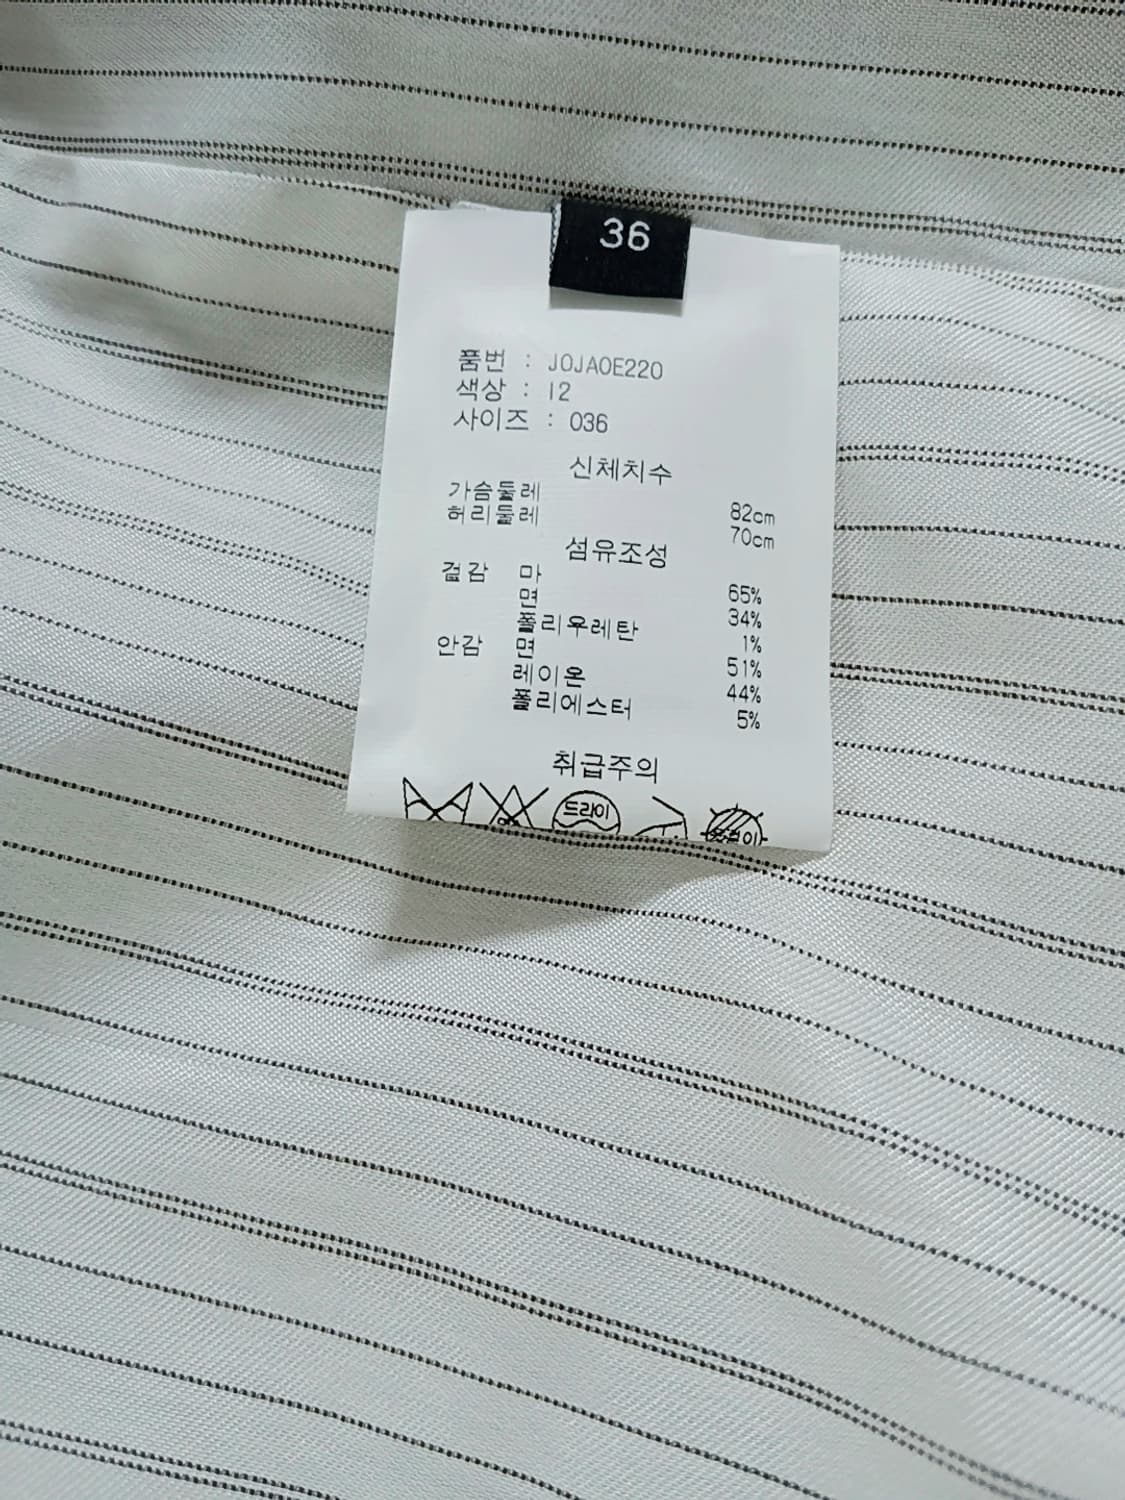 36
품번 : J0JA0E220
색상 : 12
사이즈 : 036
신체치수
가슴둘레 82cm
허리둘레 70cm
섬유조성
겉감 마 65%
면 34%
폴리우레탄 1%
안감 면 51%
레이온 44%
폴리에스터 5%
취급주의
드라이